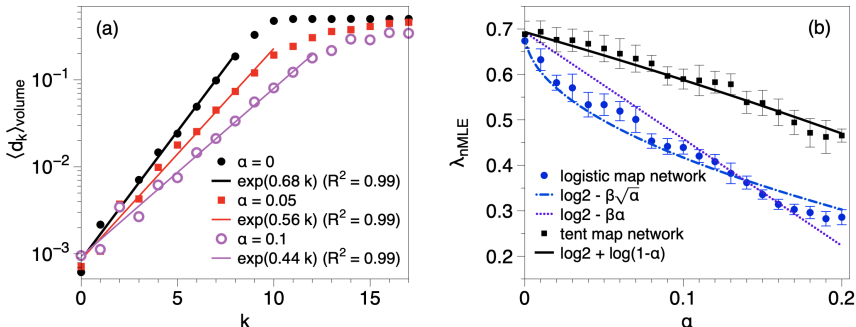 (a)
⟨d_k⟩_volume
10^−1
10^−2
10^−3
α = 0
exp(0.68 k) (R^2 = 0.99)
α = 0.05
exp(0.56 k) (R^2 = 0.99)
α = 0.1
exp(0.44 k) (R^2 = 0.99)
0 5 10 15
k
(b)
λ_nMLE
0.7
0.6
0.5
0.4
0.3
0.2
logistic map network
log2 - β√α
log2 - βα
tent map network
log2 + log(1-α)
0 0.1 0.2
α